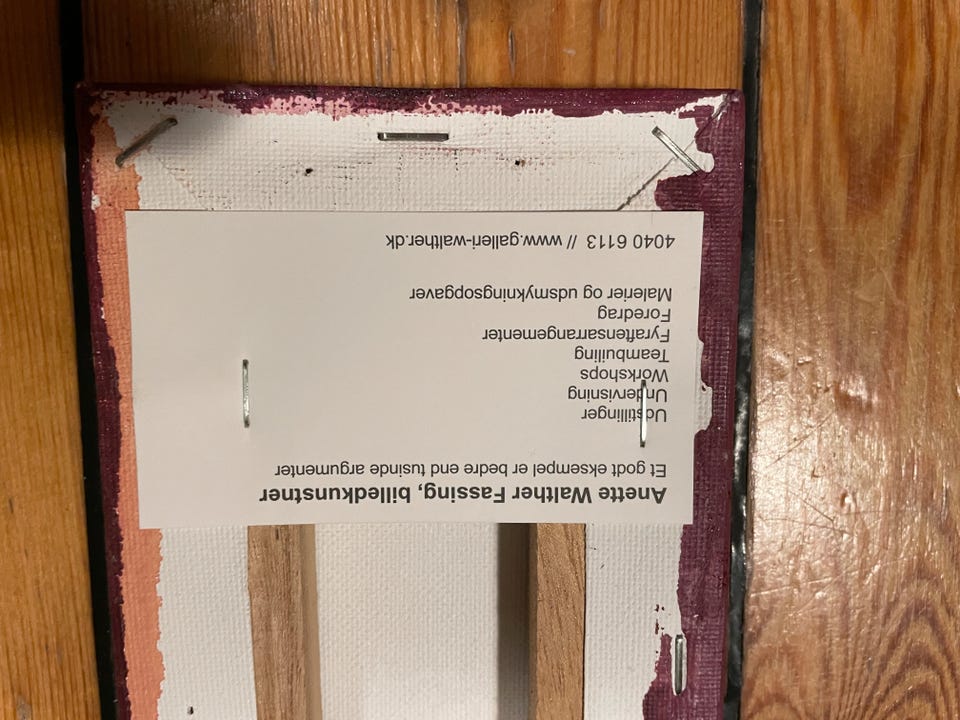 Anette Walther Fassing, billedkunstner
Et godt eksempel er bedre end tusinde argumenter
Udstillinger
Undervisning
Workshops
Teambuiling
Fyraftensarrangementer
Foredrag
Malerier og udsmykningsopgaver
4040 6113 // www.galleri-walther.dk